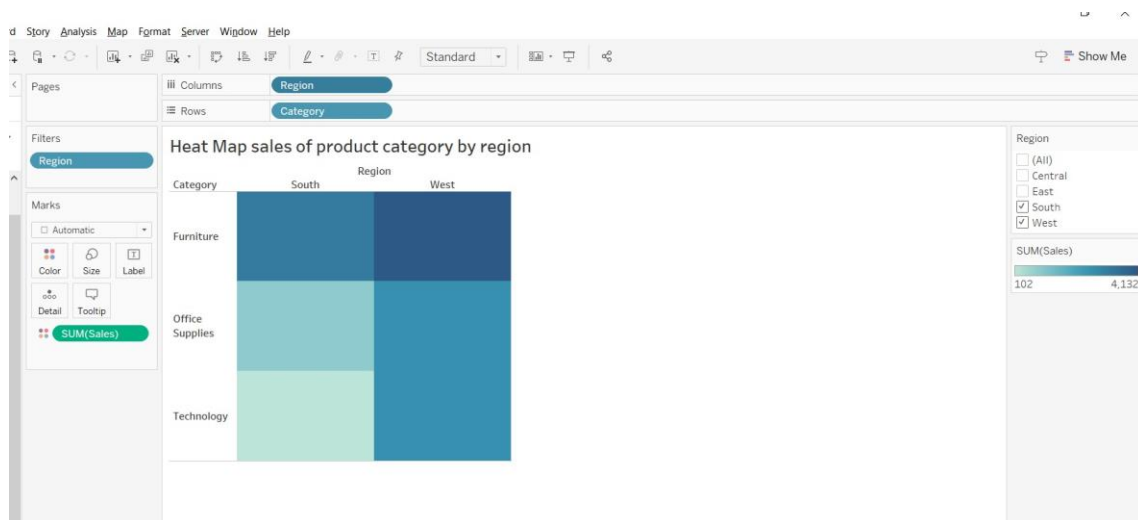 d Story Analysis Map Format Server Window Help
Standard
Show Me
Pages
Columns
Region
Rows
Category
Filters
Region
Marks
Automatic
Color
Size
Label
Detail
Tooltip
SUM(Sales)
Heat Map sales of product category by region
Region
Category South West
Furniture
Office
Supplies
Technology
Region
(All)
Central
East
South
West
SUM(Sales)
102 4,132